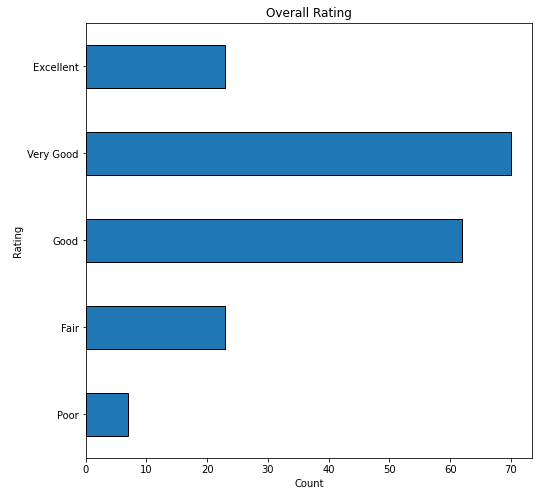 Overall Rating
Excellent
Very Good
Good
Fair
Poor
Rating
0 10 20 30 40 50 60 70
Count